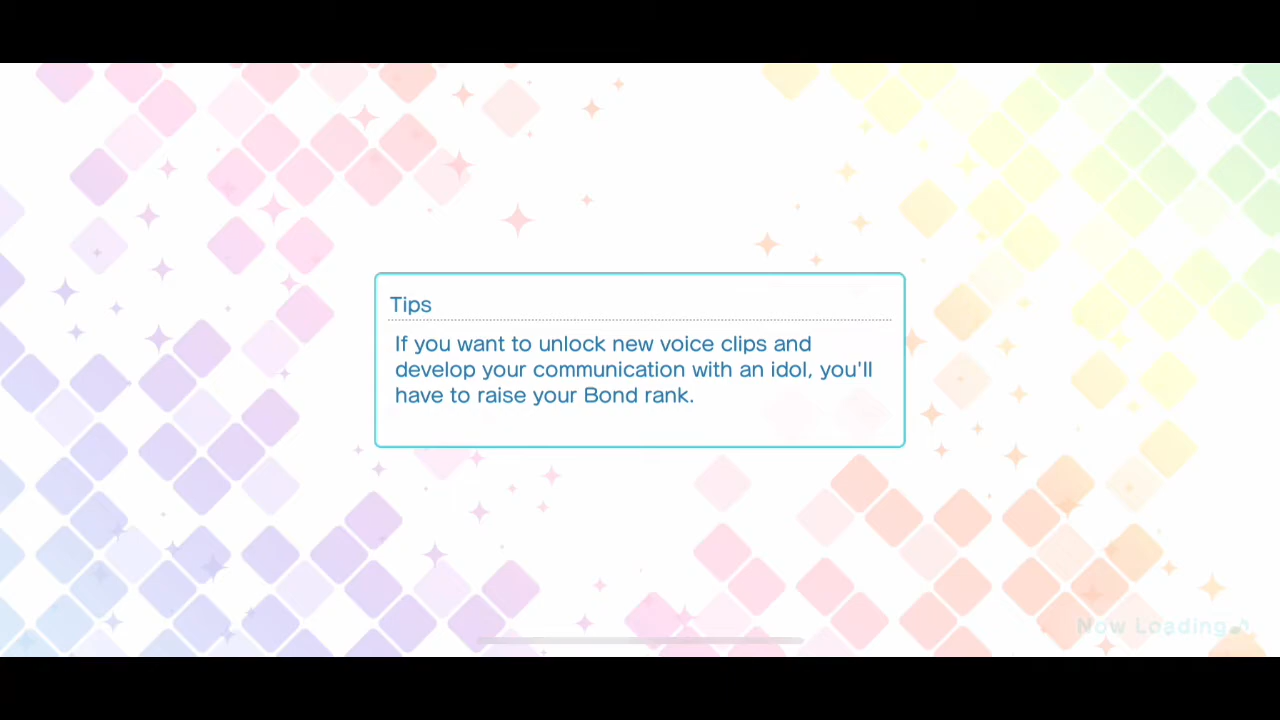 Tips
If you want to unlock new voice clips and
develop your communication with an idol, you'll
have to raise your Bond rank.
Now Loading♪